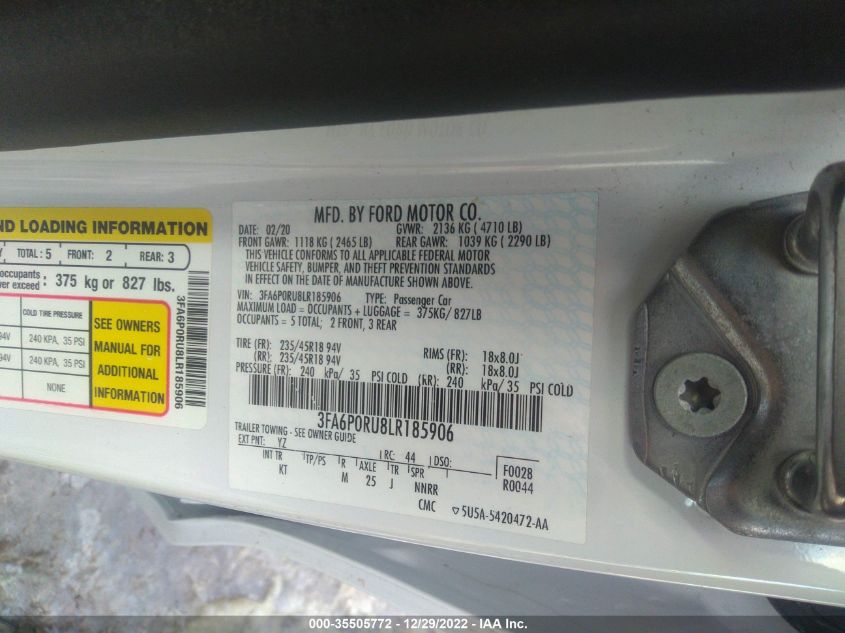 ND LOADING INFORMATION
TOTAL: 5 FRONT: 2 REAR: 3
occupants : 375 kg or 827 lbs.
ver exceed
COLD TIRE PRESSURE
94V 240 KPA, 35 PSI
94V 240 KPA, 35 PSI
NONE
SEE OWNERS
MANUAL FOR
ADDITIONAL
INFORMATION
3FA6P0RU8LR185906
MFD. BY FORD MOTOR CO.
DATE: 02/20 GVWR: 2136 KG ( 4710 LB)
FRONT GAWR: 1118 KG ( 2465 LB) REAR GAWR: 1039 KG ( 2290 LB)
THIS VEHICLE CONFORMS TO ALL APPLICABLE FEDERAL MOTOR
VEHICLE SAFETY, BUMPER, AND THEFT PREVENTION STANDARDS
IN EFFECT ON THE DATE OF MANUFACTURE SHOWN ABOVE.
VIN: 3FA6P0RU8LR185906 TYPE: Passenger Car
MAXIMUM LOAD = OCCUPANTS + LUGGAGE = 375KG/ 827LB
OCCUPANTS = 5 TOTAL; 2 FRONT, 3 REAR
TIRE (FR): 235/45R18 94V RIMS (FR): 18x8.0J
(RR): 235/45R18 94V (RR): 18x8.0J
PRESSURE (FR): 240 kPa/ 35 PSI COLD (RR): 240 kPa/ 35 PSI COLD
3FA6P0RU8LR185906
TRAILER TOWING - SEE OWNER GUIDE
EXT PNT: YZ RC: 44 DSO: F0028
INT TR TP/PS R AXLE TR SPR R0044
KT M 25 J NNRR
CMC 5U5A-5420472-AA
000-35505772 - 12/29/2022 - IAA Inc.